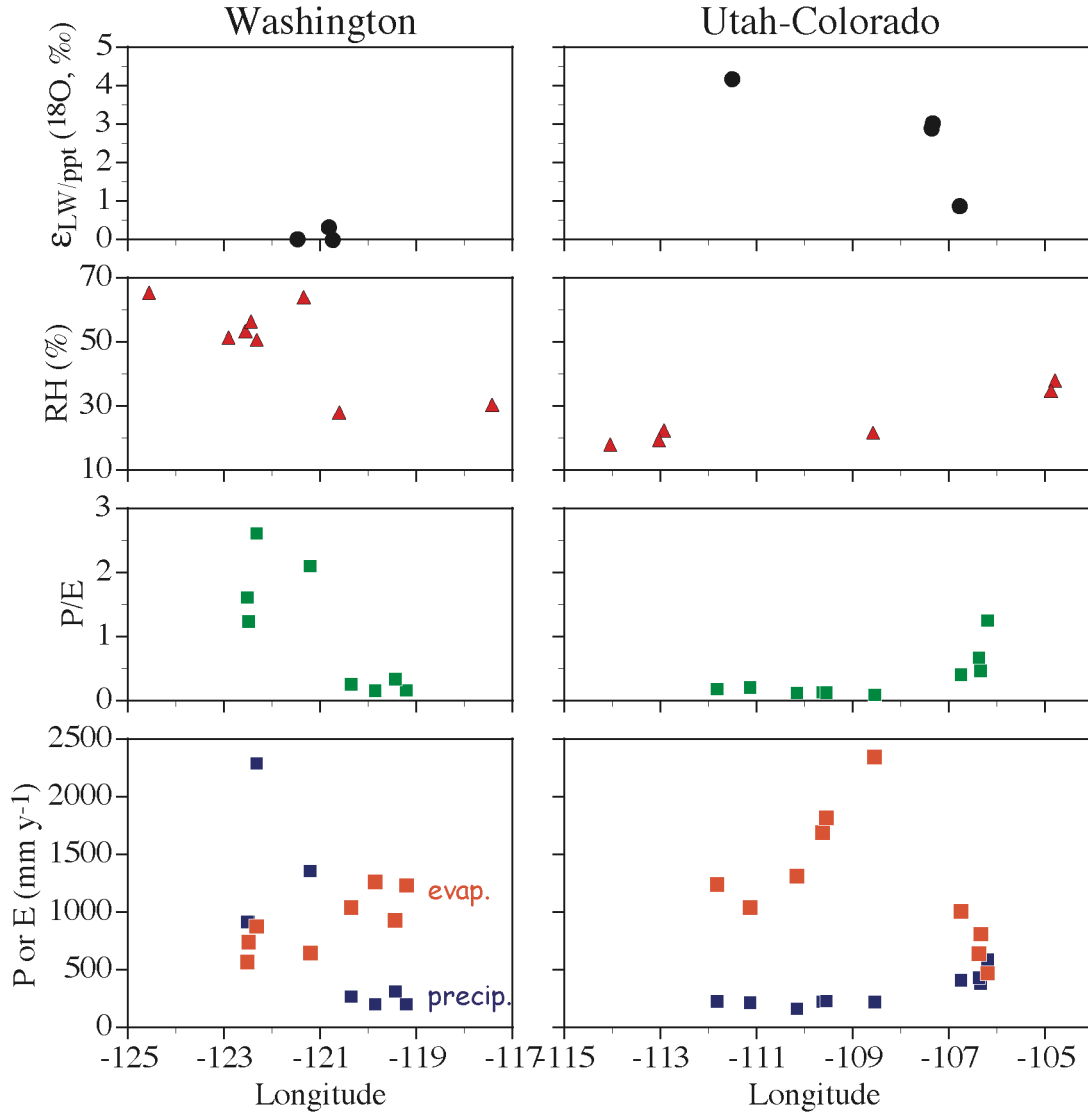 Washington
Utah-Colorado
εLW/ppt (18O, ‰)
5
4
3
2
1
0
RH (%)
70
50
30
10
P/E
3
2
1
0
P or E (mm y-1)
2500
2000
1500
1000
500
0
evap.
precip.
-125 -123 -121 -119 -117
-115 -113 -111 -109 -107 -105
Longitude
Longitude